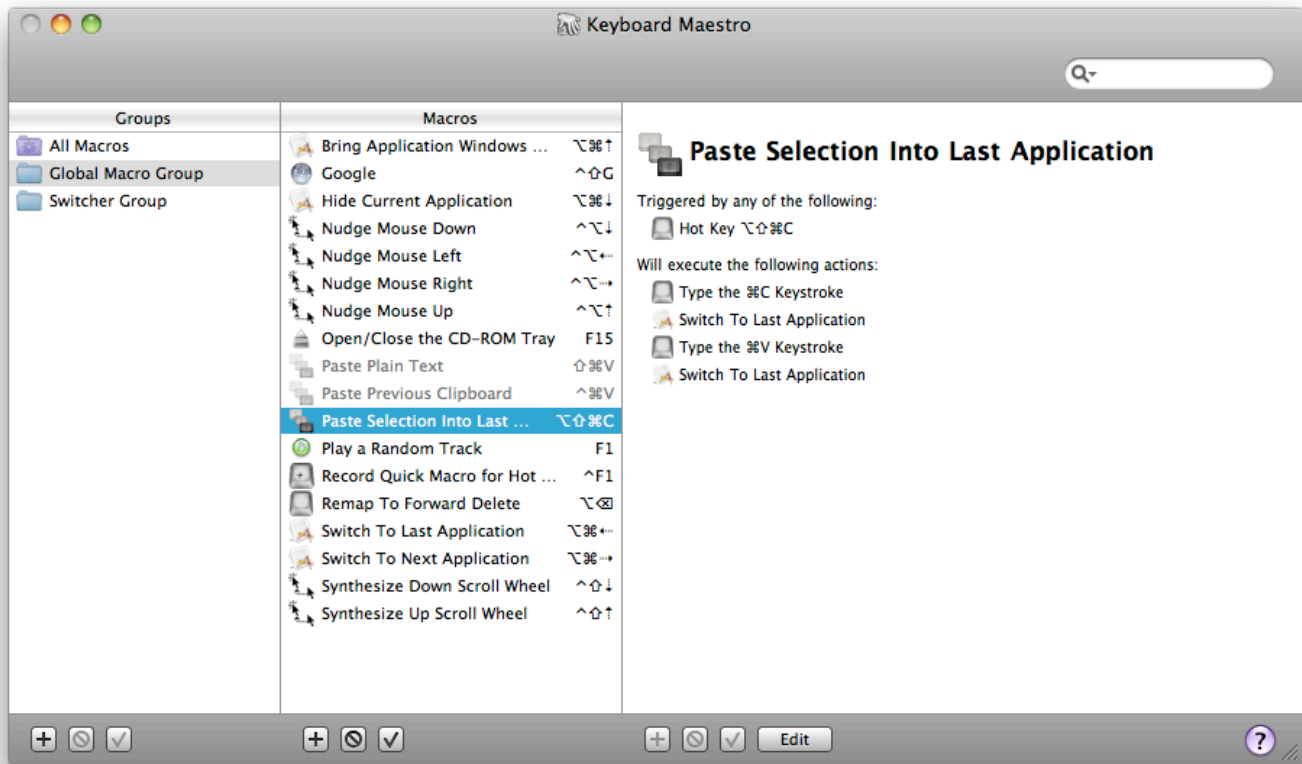 Keyboard Maestro
Groups
All Macros
Global Macro Group
Switcher Group
Macros
Bring Application Windows ... ⌥⌘↑
Google ^⇧G
Hide Current Application ⌥⌘↓
Nudge Mouse Down ^⌥↓
Nudge Mouse Left ^⌥⇠
Nudge Mouse Right ^⌥⇢
Nudge Mouse Up ^⌥↑
Open/Close the CD-ROM Tray F15
Paste Plain Text ⇧⌘V
Paste Previous Clipboard ^⌘V
Paste Selection Into Last ... ⌥⇧⌘C
Play a Random Track F1
Record Quick Macro for Hot ... ^F1
Remap To Forward Delete ⌥⌫
Switch To Last Application ⌥⌘⇠
Switch To Next Application ⌥⌘⇢
Synthesize Down Scroll Wheel ^⇧↓
Synthesize Up Scroll Wheel ^⇧↑
Paste Selection Into Last Application
Triggered by any of the following:
Hot Key ⌥⇧⌘C
Will execute the following actions:
Type the ⌘C Keystroke
Switch To Last Application
Type the ⌘V Keystroke
Switch To Last Application
Edit
?